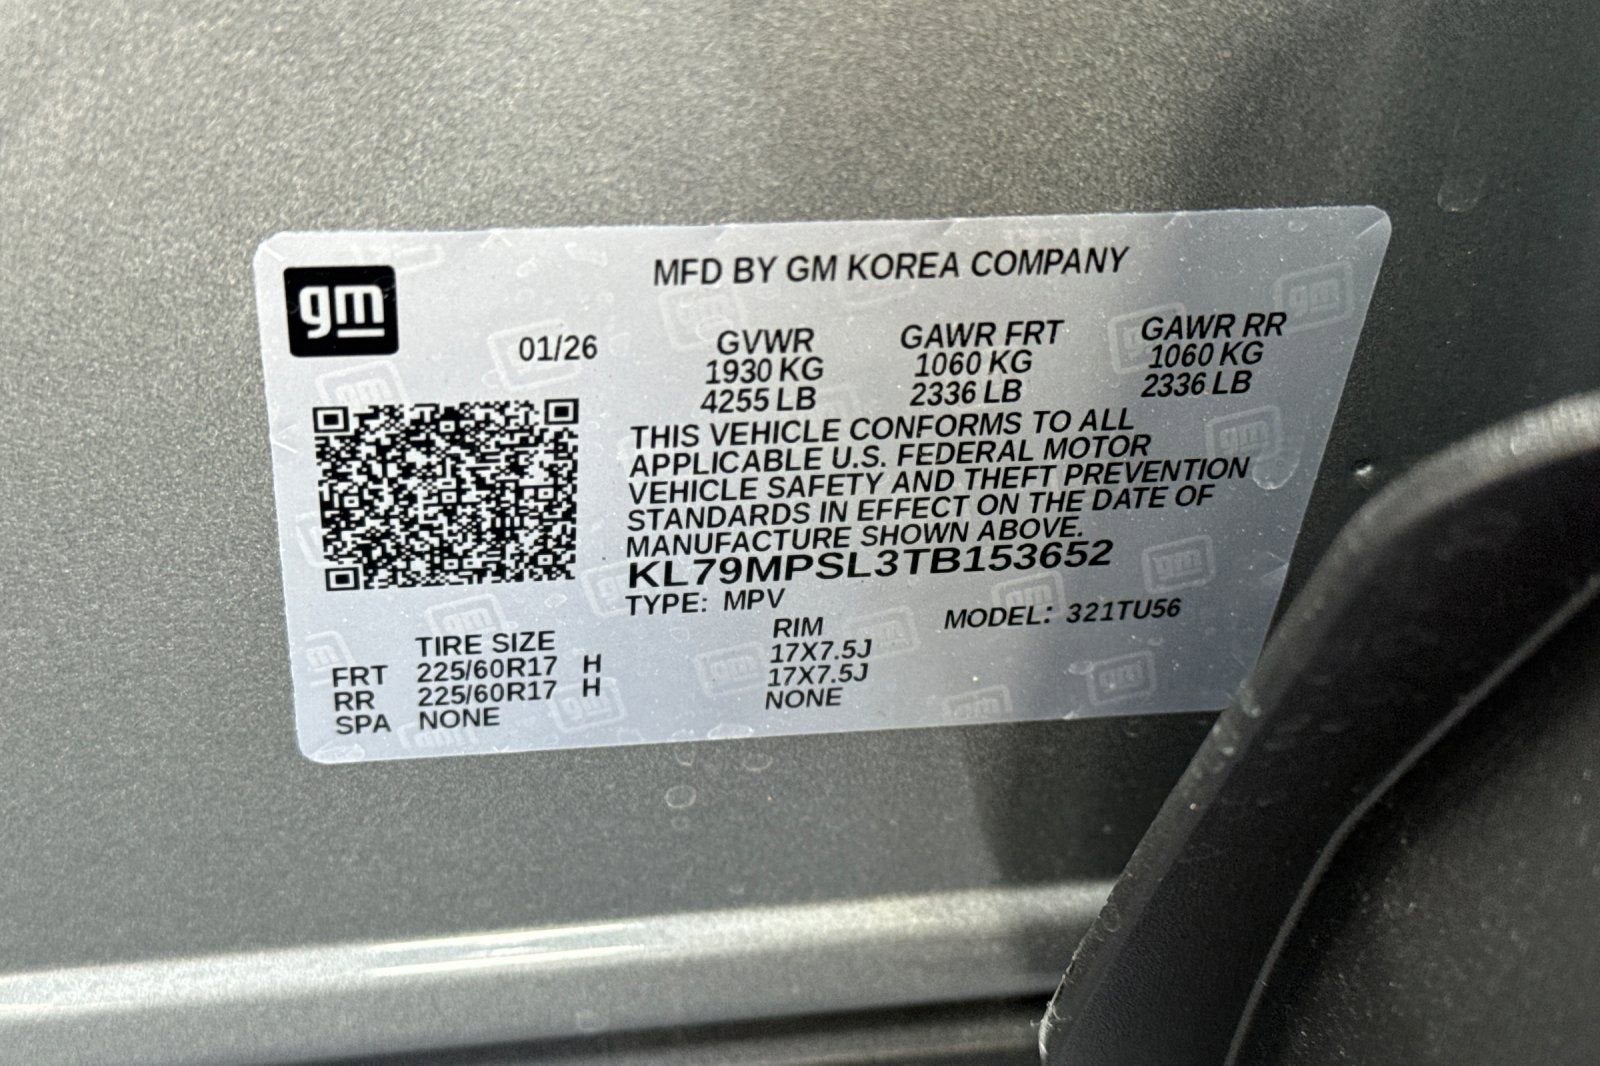 gm
MFD BY GM KOREA COMPANY
01/26
GVWR GAWR FRT GAWR RR
1930 KG 1060 KG 1060 KG
4255 LB 2336 LB 2336 LB
THIS VEHICLE CONFORMS TO ALL
APPLICABLE U.S. FEDERAL MOTOR
VEHICLE SAFETY AND THEFT PREVENTION
STANDARDS IN EFFECT ON THE DATE OF
MANUFACTURE SHOWN ABOVE.
KL79MPSL3TB153652
TYPE: MPV MODEL: 321TU56
TIRE SIZE RIM
FRT 225/60R17 H 17X7.5J
RR 225/60R17 H 17X7.5J
SPA NONE NONE